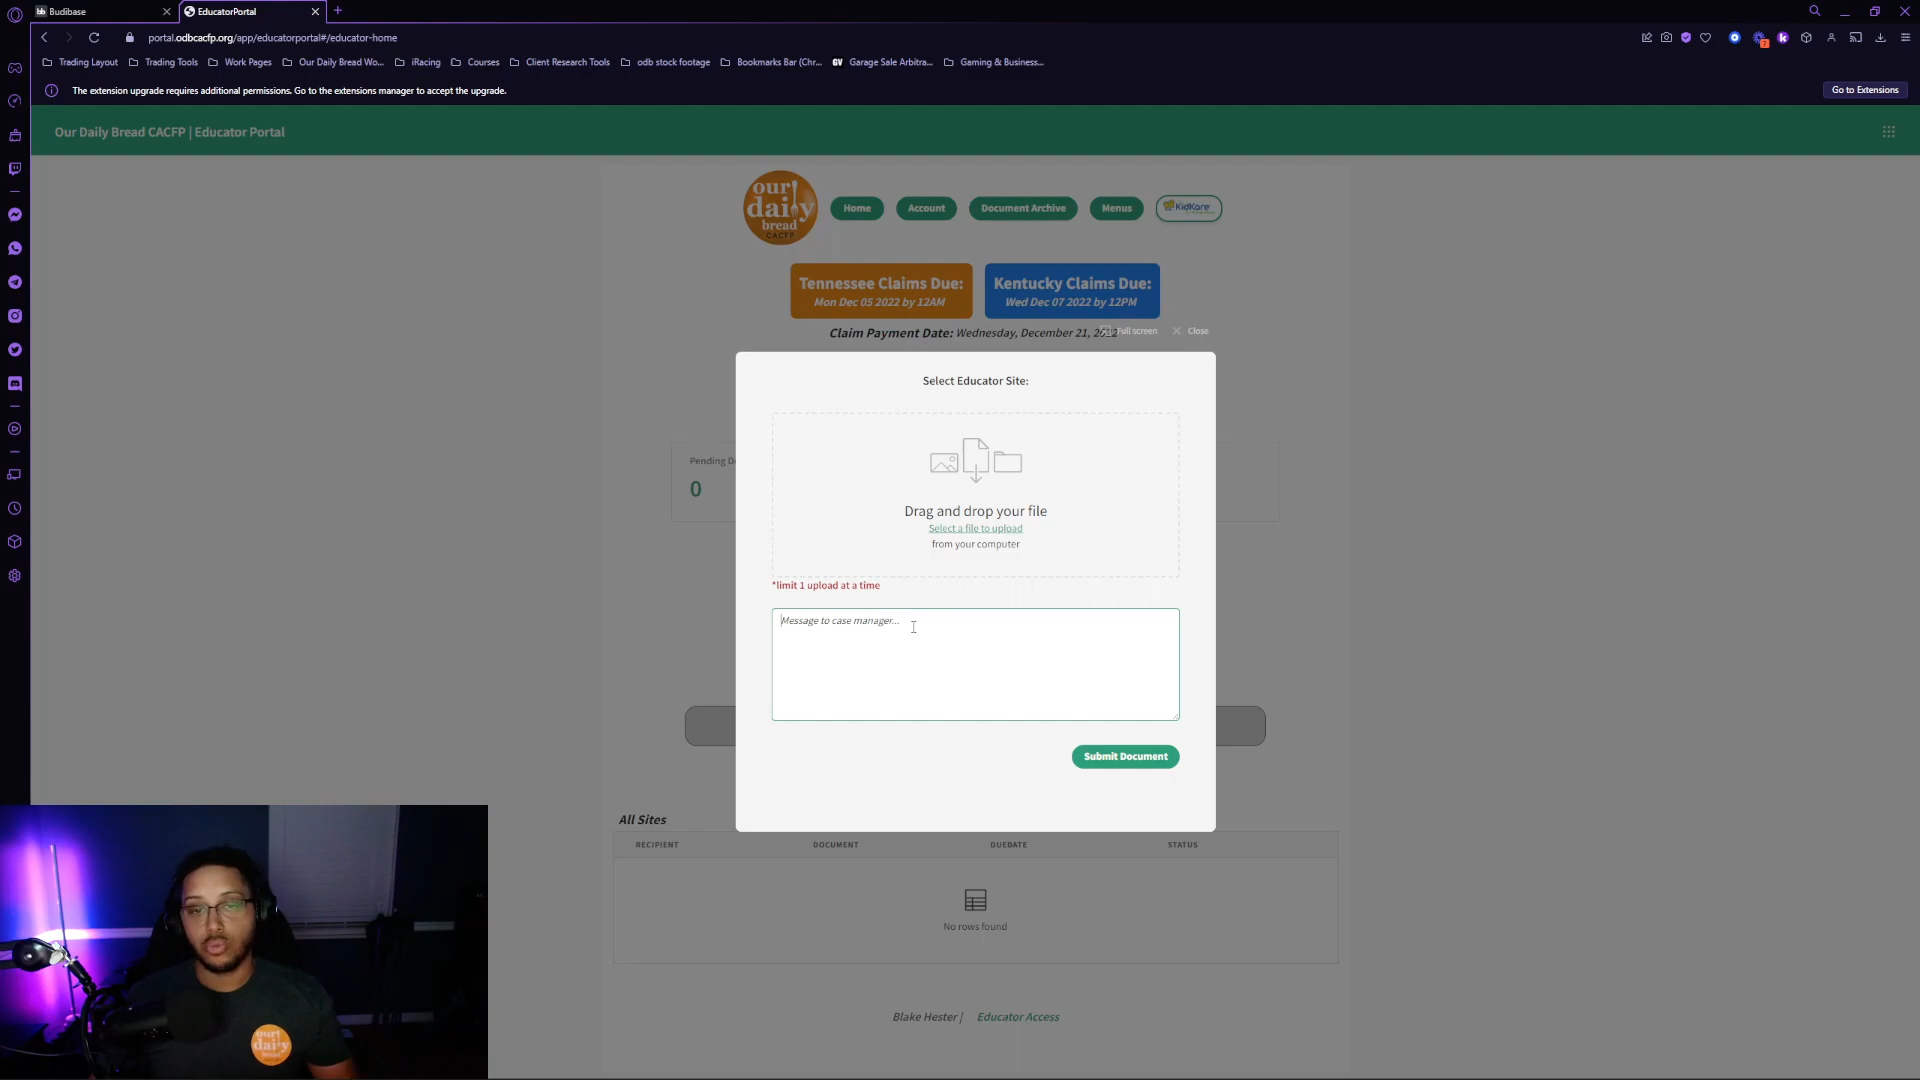 Budibase
EducatorPortal
portal.odbcacfp.org/app/educatorportal#/educator-home
Trading Layout
Trading Tools
Work Pages
Our Daily Bread Wo...
iRacing
Courses
Client Research Tools
odb stock footage
Bookmarks Bar (Chr...
GV Garage Sale Arbitra...
Gaming & Business...
The extension upgrade requires additional permissions. Go to the extensions manager to accept the upgrade.
Go to Extensions
Our Daily Bread CACFP | Educator Portal
our
daily
bread
CACFP
Home
Account
Document Archive
Menus
KidKare
Tennessee Claims Due:
Mon Dec 05 2022 by 12AM
Kentucky Claims Due:
Wed Dec 07 2022 by 12PM
Claim Payment Date: Wednesday, December 21, 2022
Full screen
Close
Select Educator Site:
Pending D
0
Drag and drop your file
Select a file to upload
from your computer
*limit 1 upload at a time
Message to case manager...
Submit Document
All Sites
RECIPIENT
DOCUMENT
DUEDATE
STATUS
No rows found
Blake Hester | Educator Access
our
daily
bread